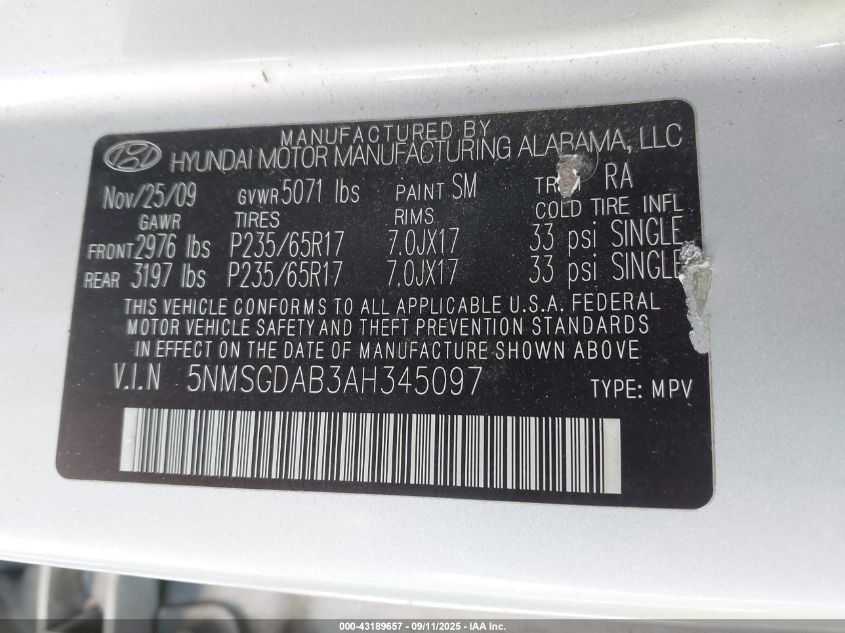 MANUFACTURED BY
HYUNDAI MOTOR MANUFACTURING ALABAMA, LLC
Nov/25/09 GVWR 5071 lbs PAINT SM TRIM RA
GAWR TIRES RIMS COLD TIRE INFL
FRONT 2976 lbs P235/65R17 7.0JX17 33 psi SINGLE
REAR 3197 lbs P235/65R17 7.0JX17 33 psi SINGLE
THIS VEHICLE CONFORMS TO ALL APPLICABLE U.S.A. FEDERAL
MOTOR VEHICLE SAFETY AND THEFT PREVENTION STANDARDS
IN EFFECT ON THE DATE OF MANUFACTURE SHOWN ABOVE.
V.I.N 5NMSGDAB3AH345097 TYPE: MPV
000-43189657 - 09/11/2025 - IAA Inc.